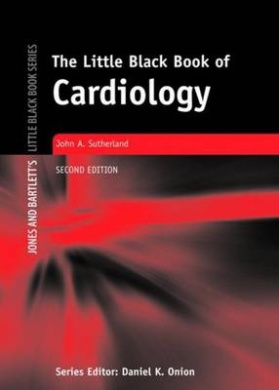 The Little Black Book of
Cardiology
John A. Sutherland
SECOND EDITION
JONES AND BARTLETT'S LITTLE BLACK BOOK SERIES
Series Editor: Daniel K. Onion